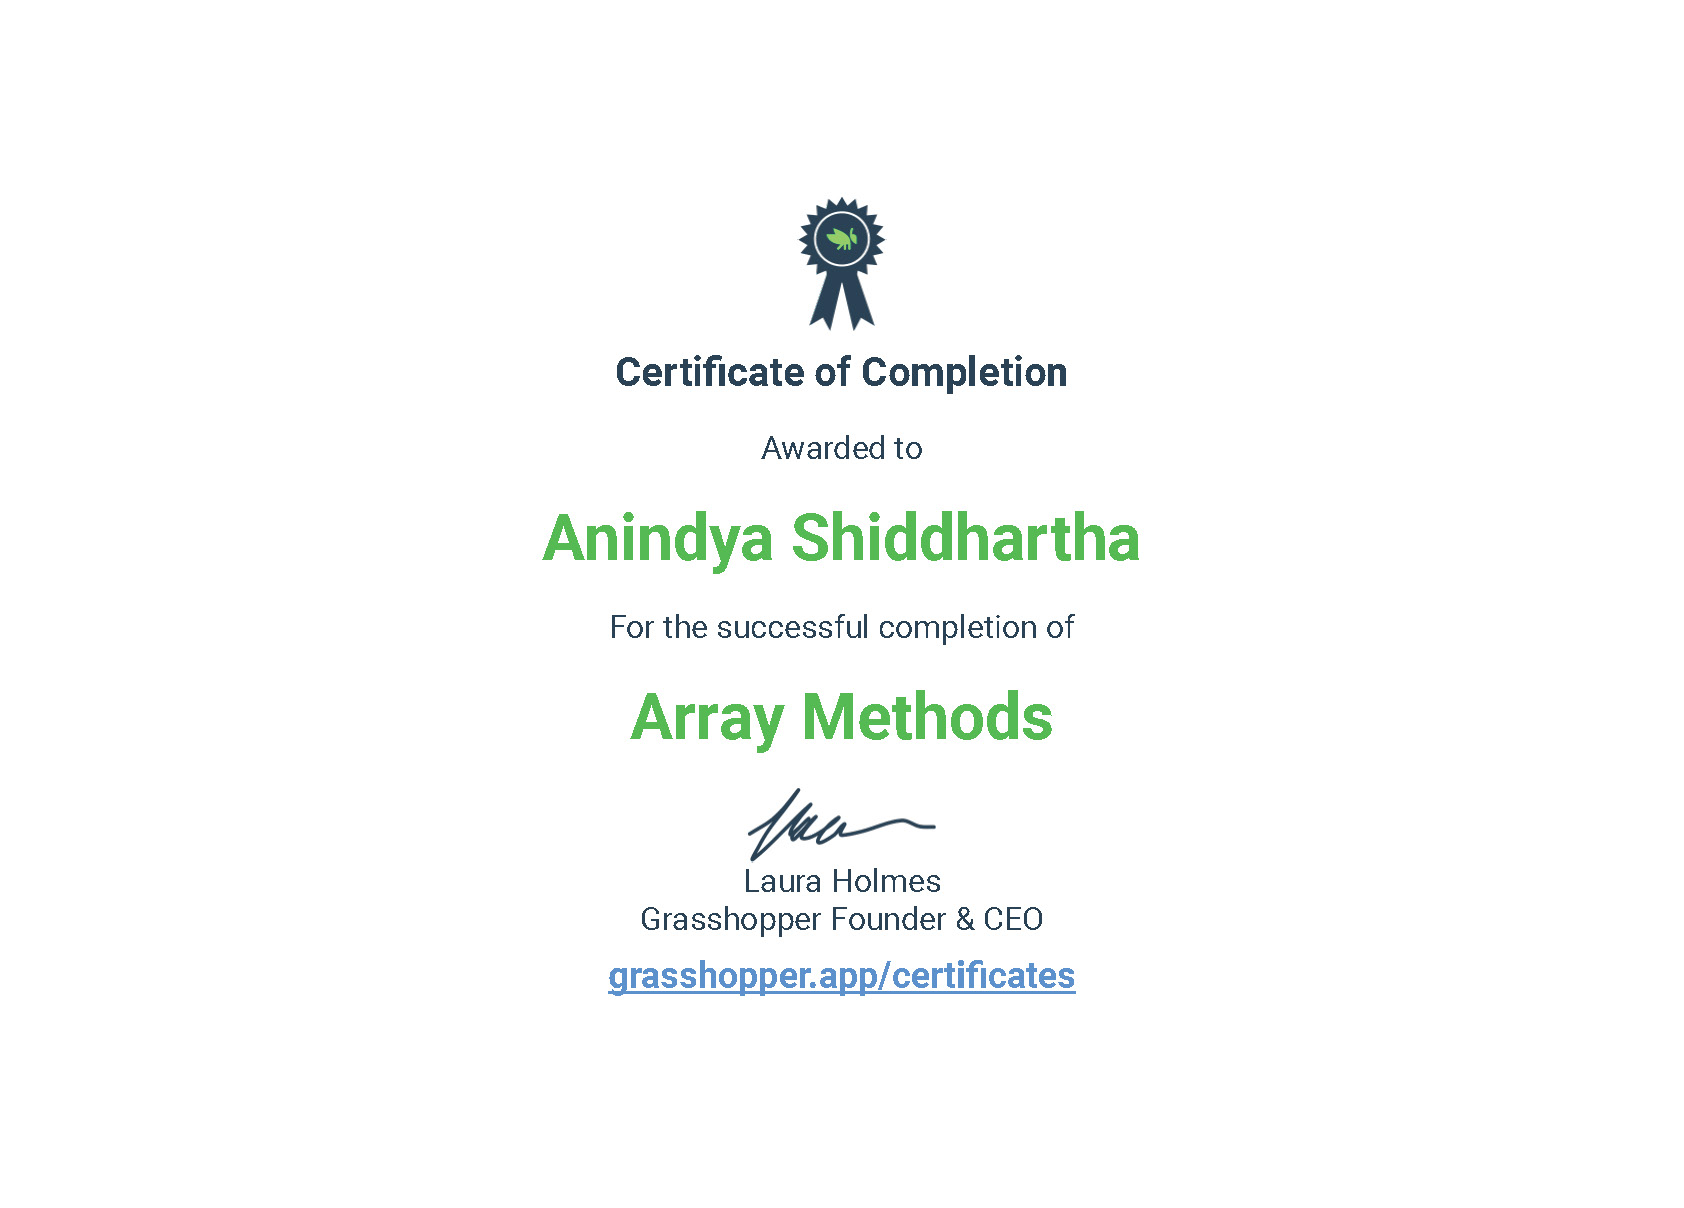 Certificate of Completion
Awarded to
Anindya Shiddhartha
For the successful completion of
Array Methods
Laura Holmes
Grasshopper Founder & CEO
grasshopper.app/certificates